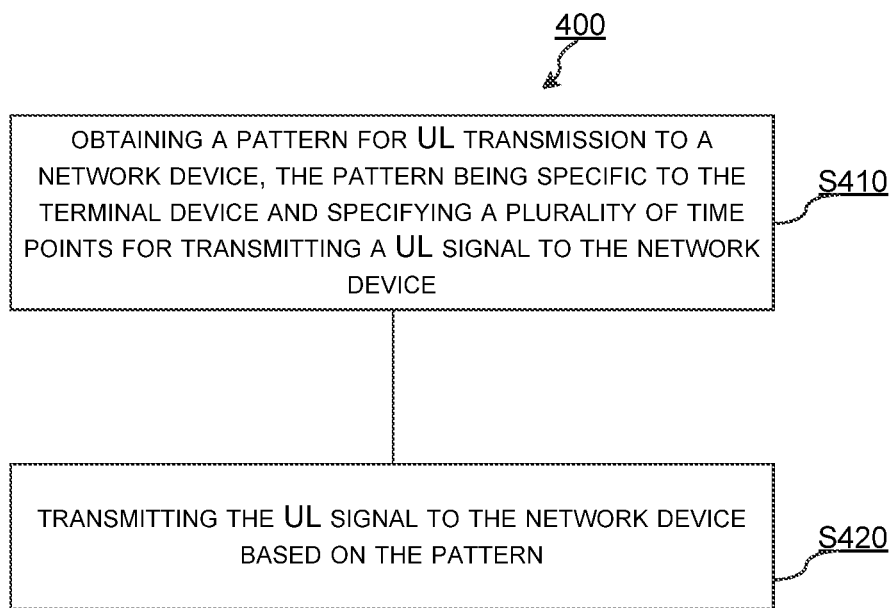 400
OBTAINING A PATTERN FOR UL TRANSMISSION TO A
NETWORK DEVICE, THE PATTERN BEING SPECIFIC TO THE
TERMINAL DEVICE AND SPECIFYING A PLURALITY OF TIME
POINTS FOR TRANSMITTING A UL SIGNAL TO THE NETWORK
DEVICE
S410
TRANSMITTING THE UL SIGNAL TO THE NETWORK DEVICE
BASED ON THE PATTERN
S420